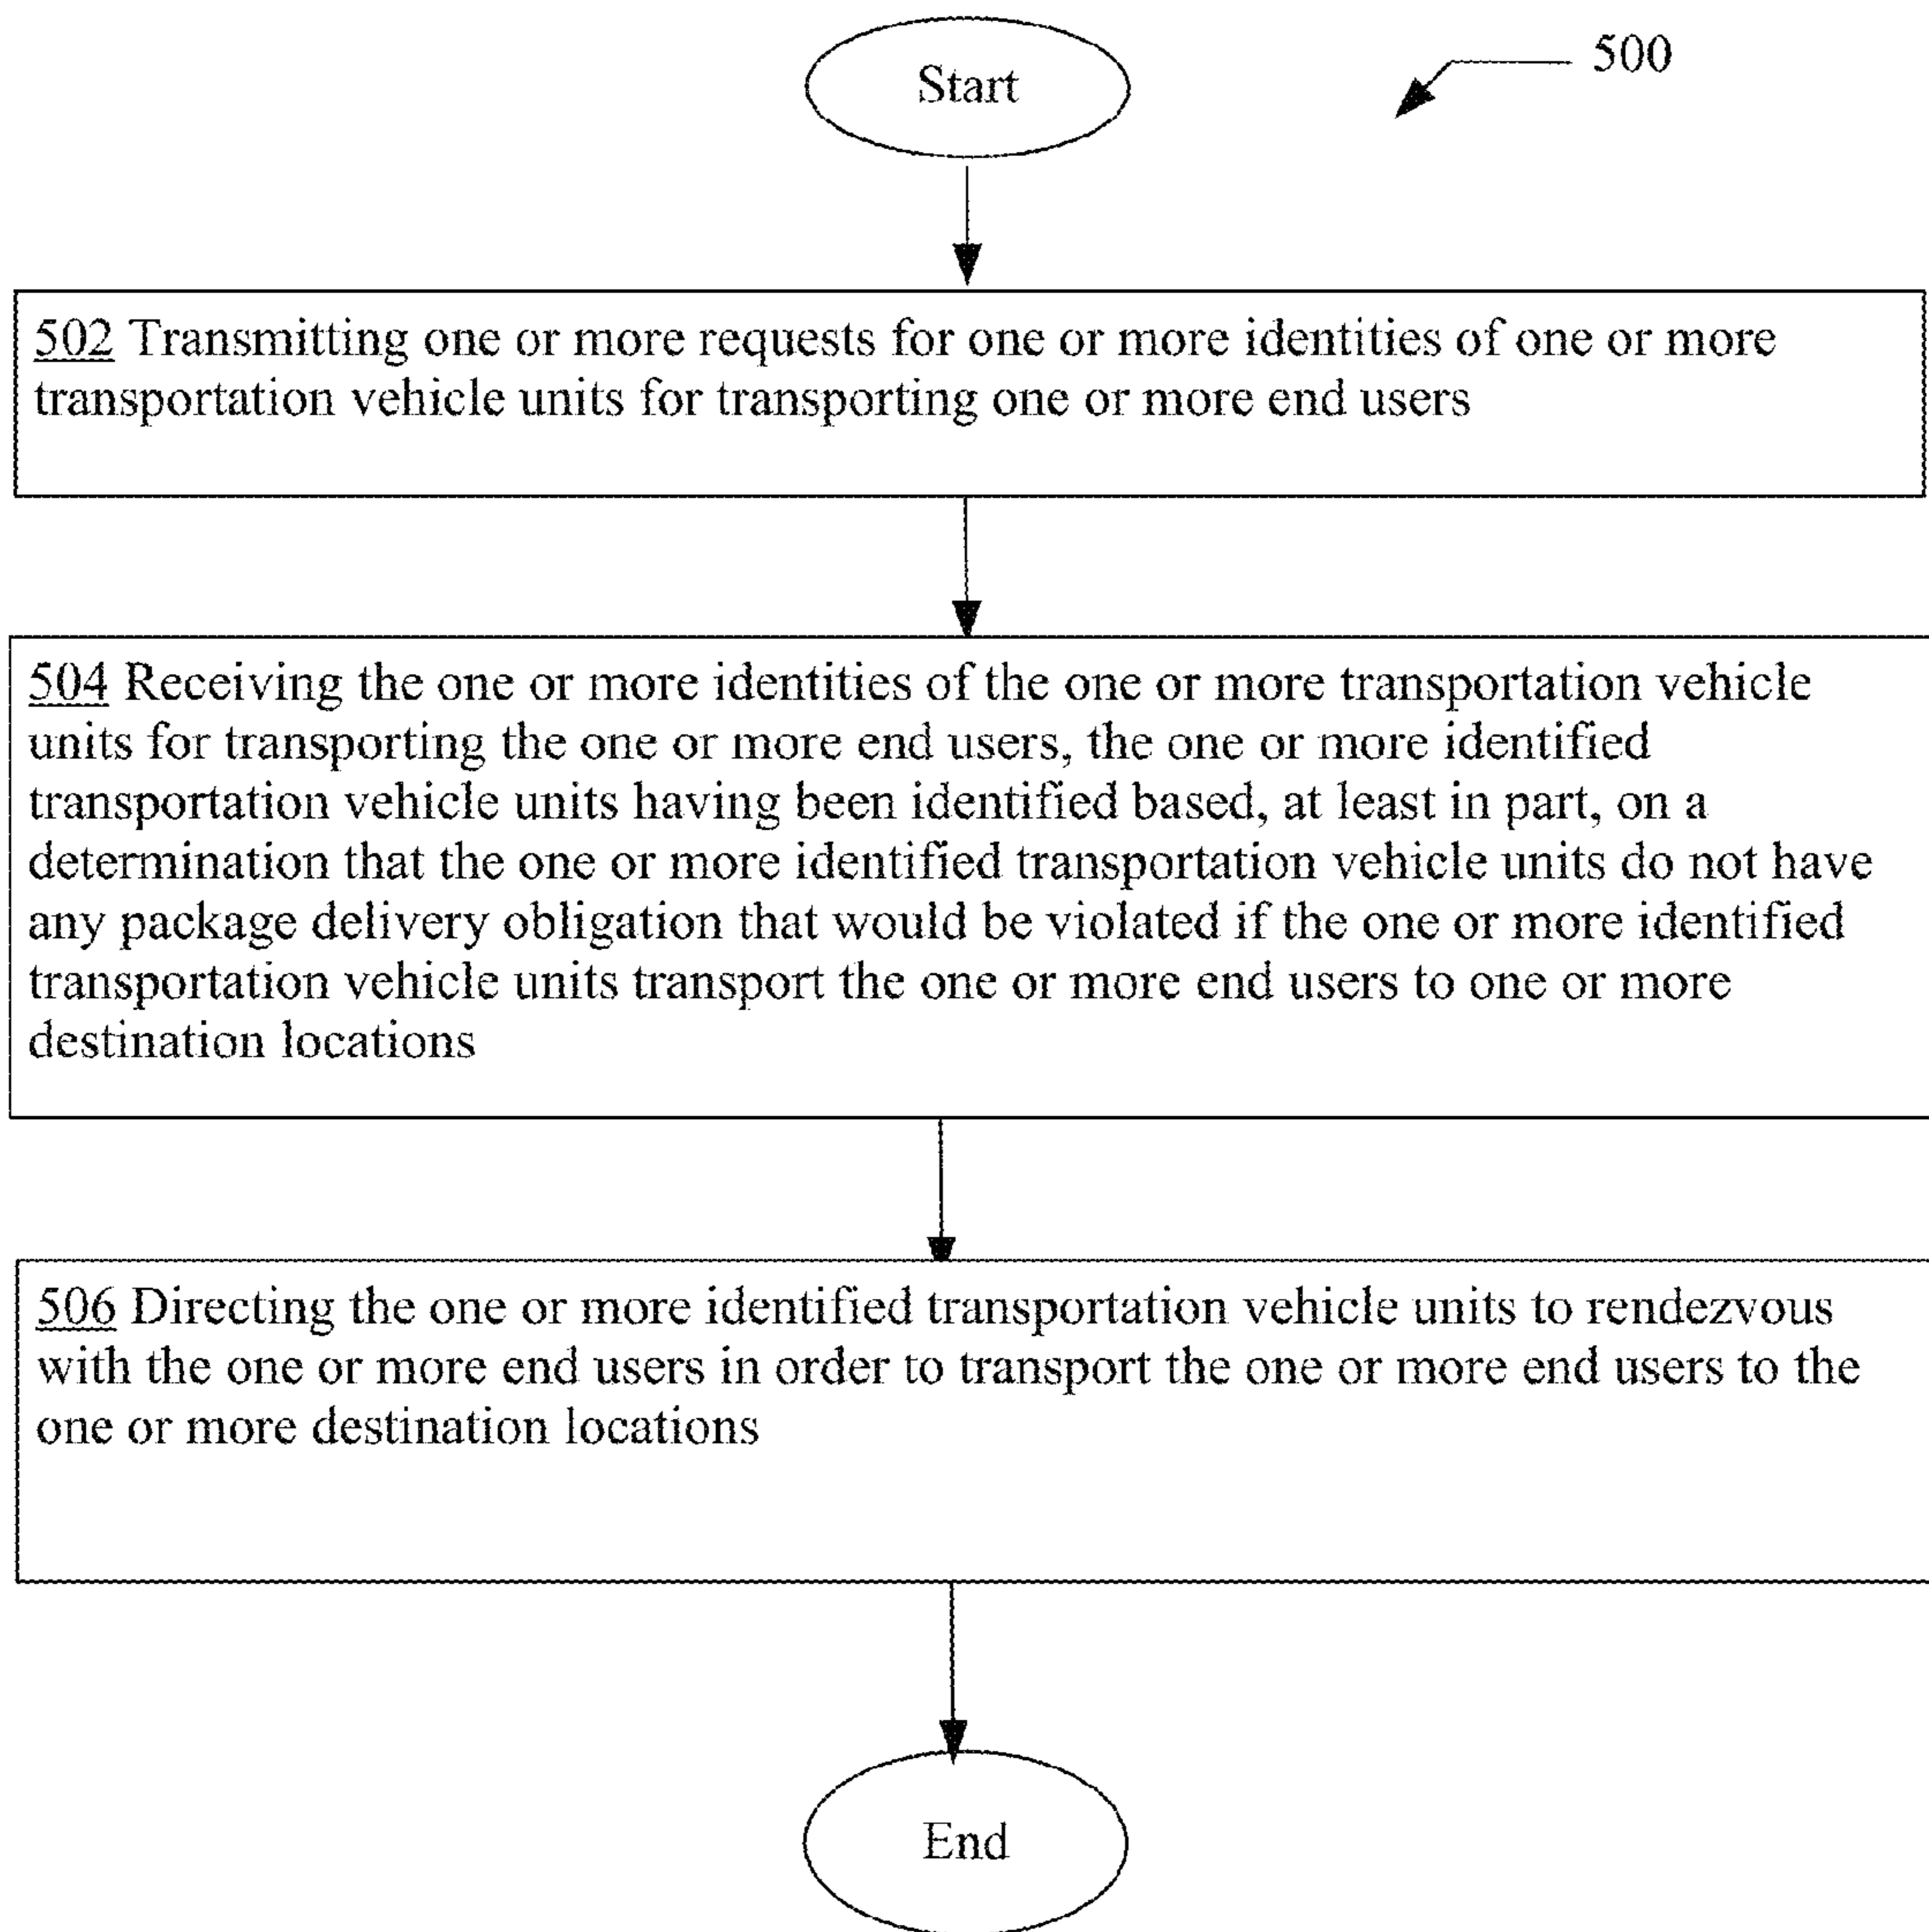 Start
500
502 Transmitting one or more requests for one or more identities of one or more
transportation vehicle units for transporting one or more end users
504 Receiving the one or more identities of the one or more transportation vehicle
units for transporting the one or more end users, the one or more identified
transportation vehicle units having been identified based, at least in part, on a
determination that the one or more identified transportation vehicle units do not have
any package delivery obligation that would be violated if the one or more identified
transportation vehicle units transport the one or more end users to one or more
destination locations
506 Directing the one or more identified transportation vehicle units to rendezvous
with the one or more end users in order to transport the one or more end users to the
one or more destination locations
End